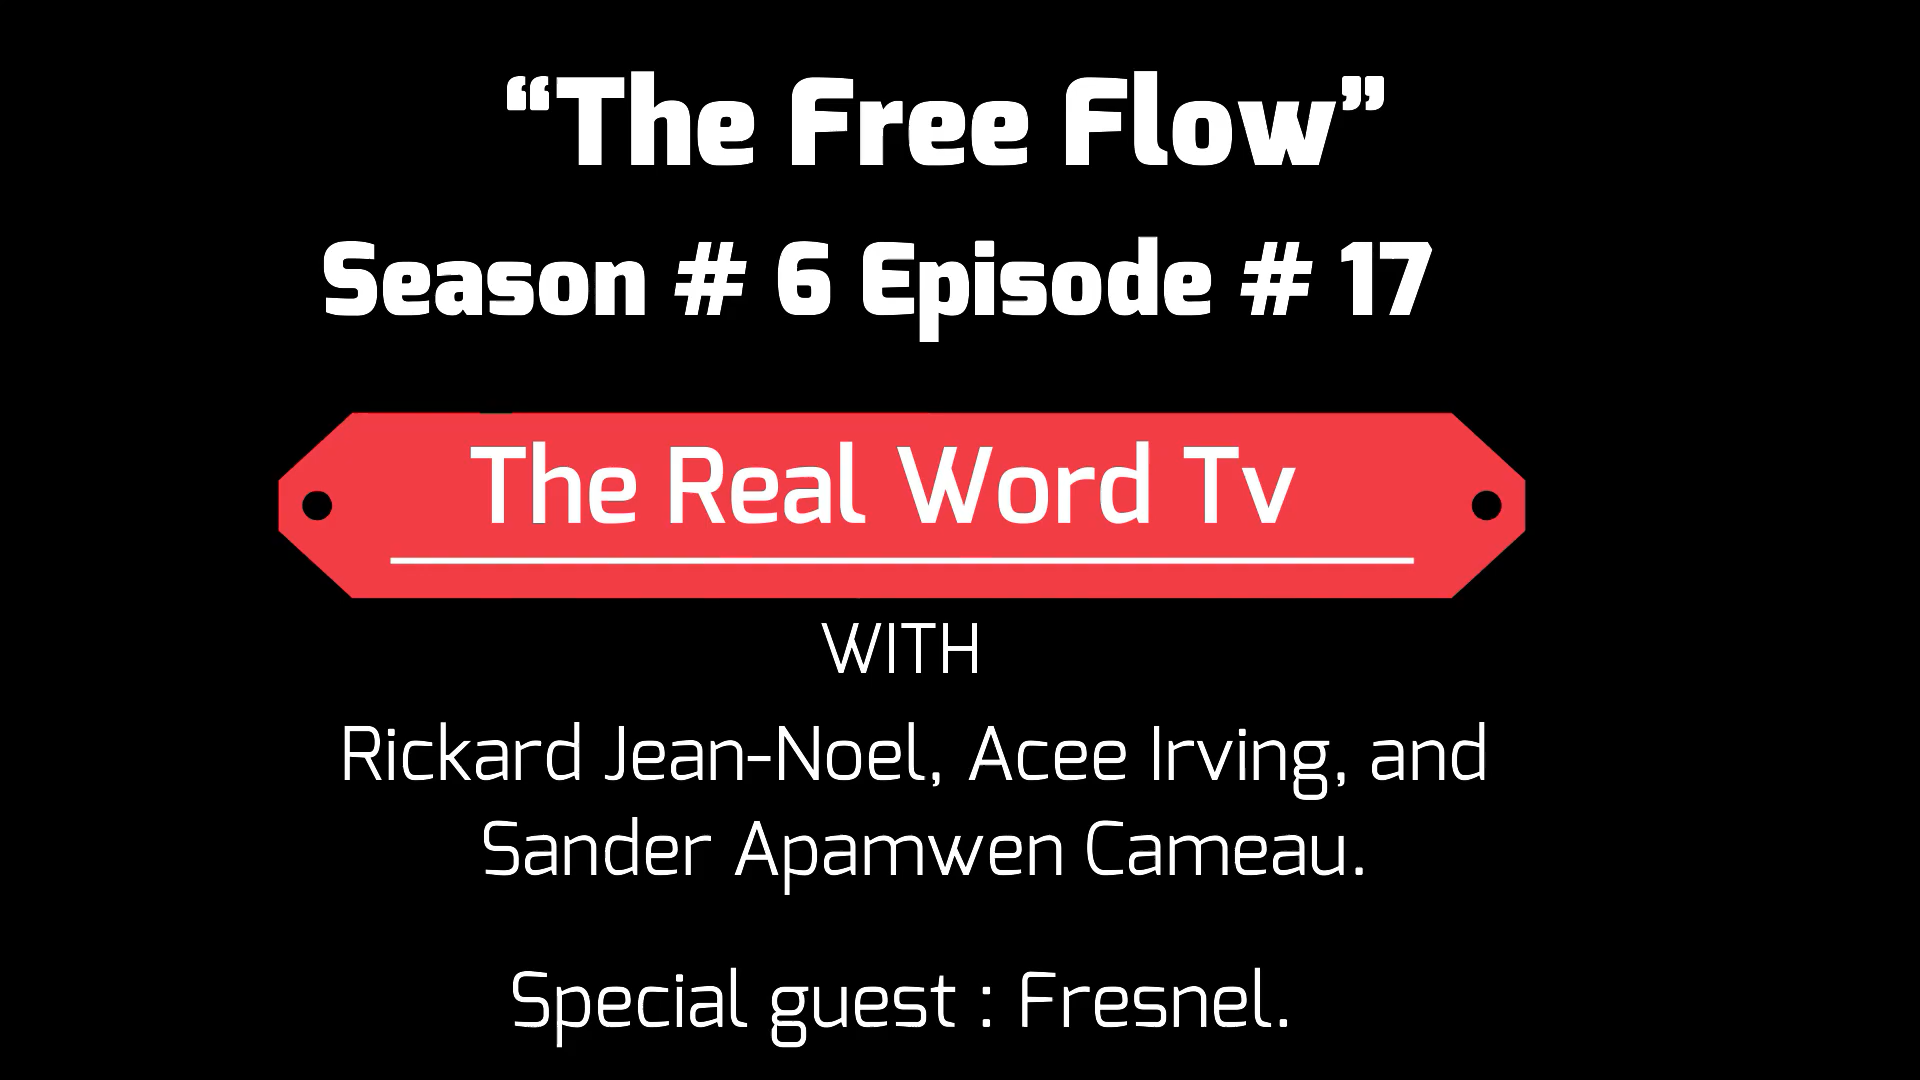 “The Free Flow”
Season # 6 Episode # 17
The Real Word Tv
WITH
Rickard Jean-Noel, Acee Irving, and
Sander Apamwen Cameau.
Special guest : Fresnel.